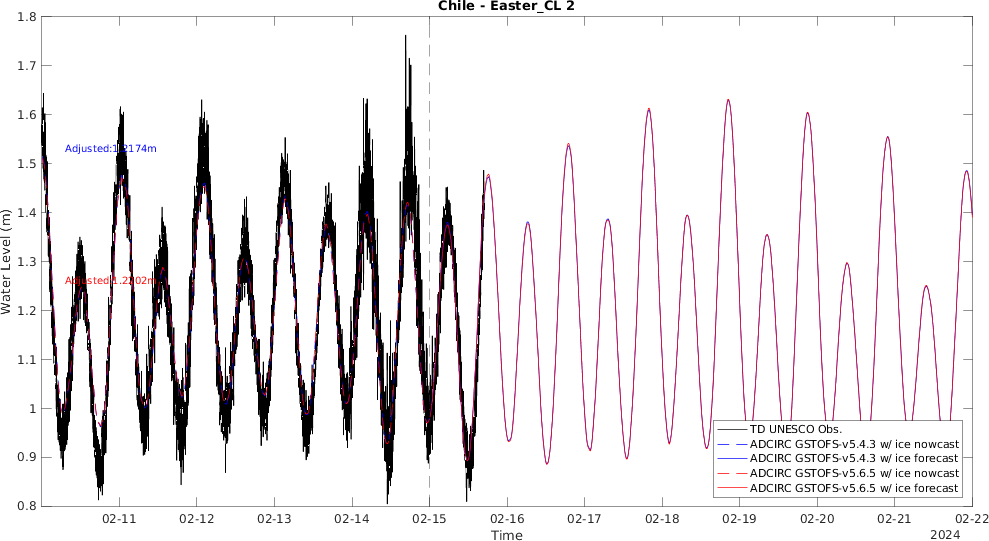 Chile - Easter_CL 2
1.8
1.7
1.6
1.5
1.4
1.3
1.2
1.1
1
0.9
0.8
Water Level (m)
Adjusted:1.2174m
Adjusted:1.2202m
TD UNESCO Obs.
ADCIRC GSTOFS-v5.4.3 w/ ice nowcast
ADCIRC GSTOFS-v5.4.3 w/ ice forecast
ADCIRC GSTOFS-v5.6.5 w/ ice nowcast
ADCIRC GSTOFS-v5.6.5 w/ ice forecast
02-11 02-12 02-13 02-14 02-15 02-16 02-17 02-18 02-19 02-20 02-21 02-22
Time
2024